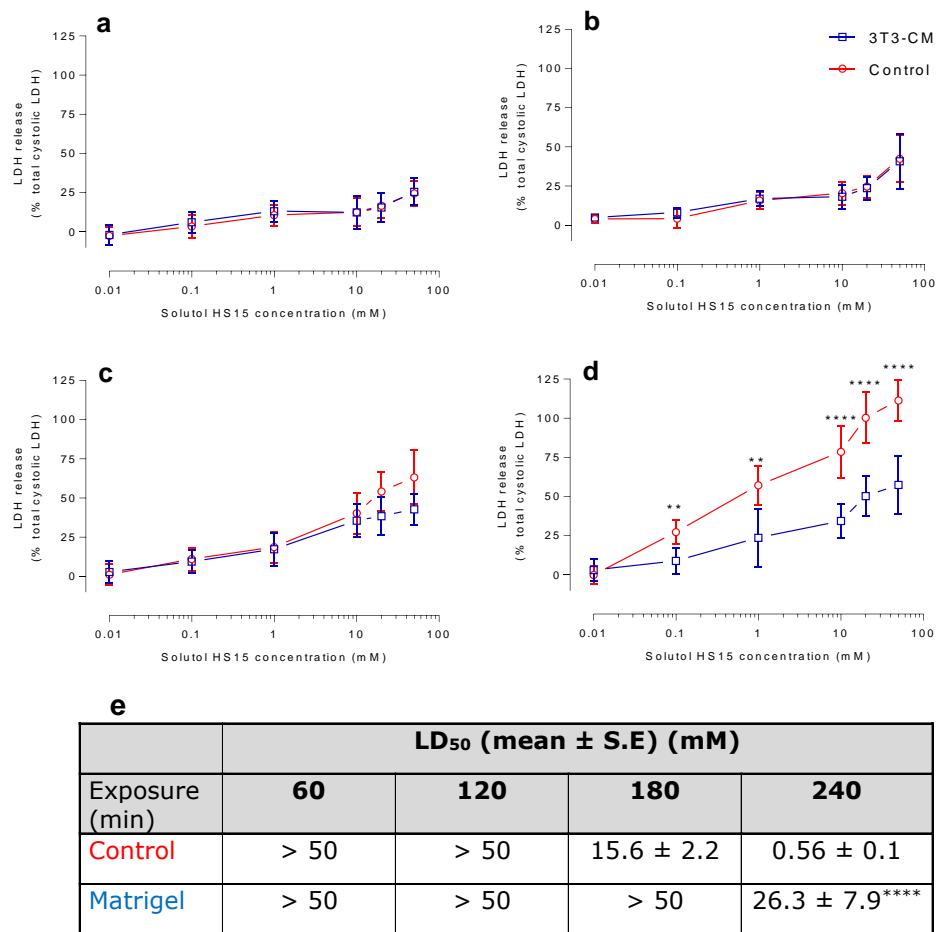 a
125
100
75
50
25
0
LDH release
(% total cystolic LDH)
0.01 0.1 1 10 100
Solutol HS15 concentration (mM)
b
3T3-CM
Control
125
100
75
50
25
0
LDH release
(% total cystolic LDH)
0.01 0.1 1 10 100
Solutol HS15 concentration (mM)
c
125
100
75
50
25
0
LDH release
(% total cystolic LDH)
0.01 0.1 1 10 100
Solutol HS15 concentration (mM)
d
125
100
75
50
25
0
LDH release
(% total cystolic LDH)
** ** **** **** ****
0.01 0.1 1 10 100
Solutol HS15 concentration (mM)
e
LD₅₀ (mean ± S.E) (mM)
Exposure (min) 60 120 180 240
Control > 50 > 50 15.6 ± 2.2 0.56 ± 0.1
Matrigel > 50 > 50 > 50 26.3 ± 7.9****